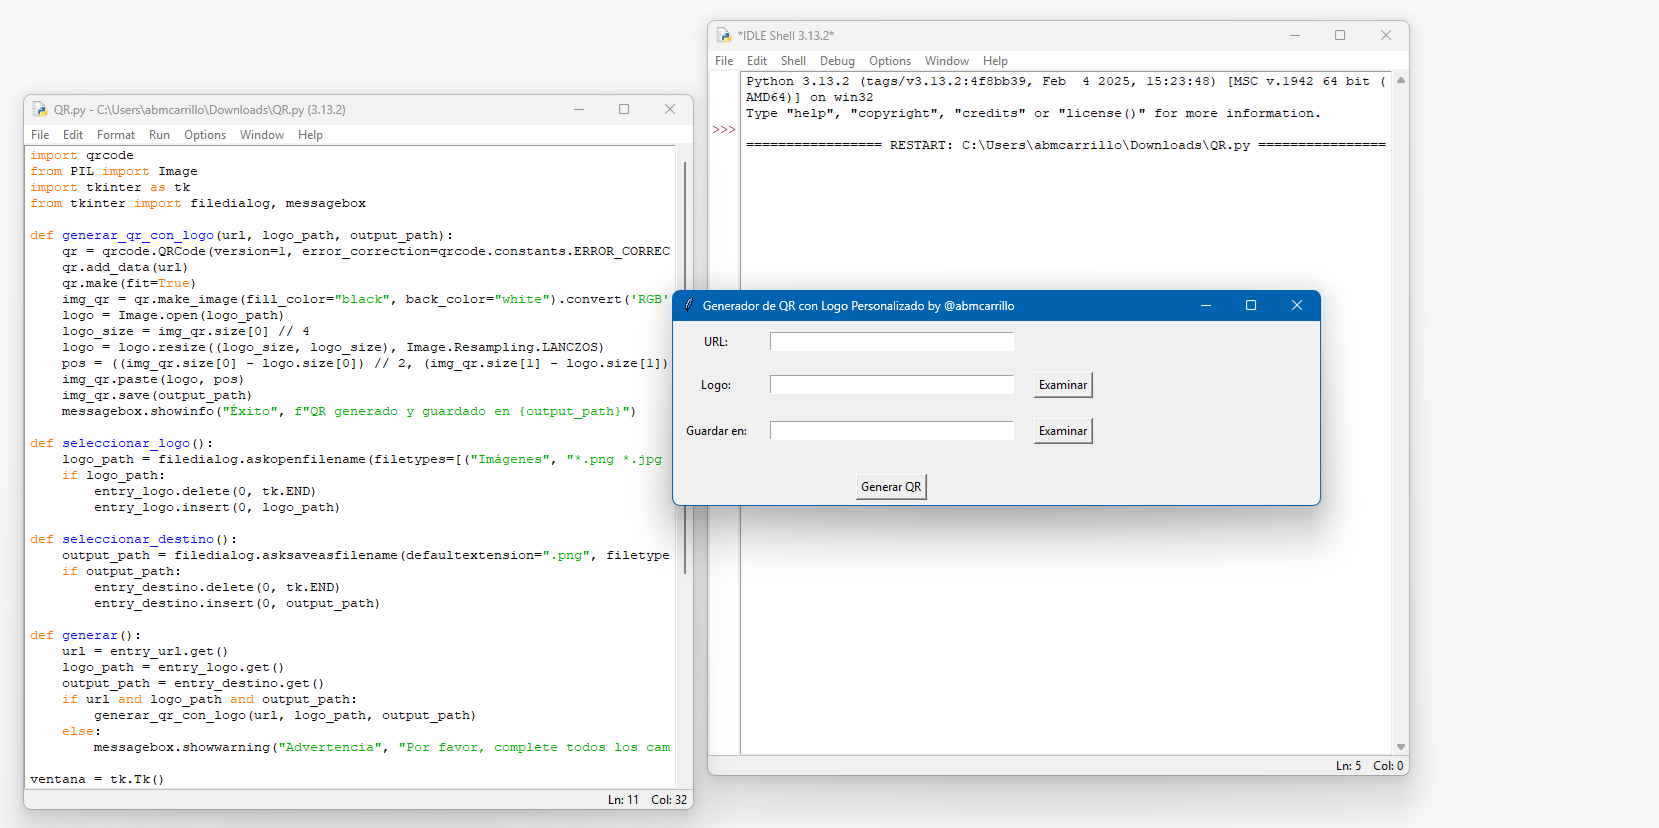 QR.py - C:\Users\abmcarrillo\Downloads\QR.py (3.13.2)
File Edit Format Run Options Window Help
import qrcode
from PIL import Image
import tkinter as tk
from tkinter import filedialog, messagebox
def generar_qr_con_logo(url, logo_path, output_path):
    qr = qrcode.QRCode(version=1, error_correction=qrcode.constants.ERROR_CORREC
    qr.add_data(url)
    qr.make(fit=True)
    img_qr = qr.make_image(fill_color="black", back_color="white").convert('RGB'
    logo = Image.open(logo_path)
    logo_size = img_qr.size[0] // 4
    logo = logo.resize((logo_size, logo_size), Image.Resampling.LANCZOS)
    pos = ((img_qr.size[0] - logo.size[0]) // 2, (img_qr.size[1] - logo.size[1])
    img_qr.paste(logo, pos)
    img_qr.save(output_path)
    messagebox.showinfo("Éxito", f"QR generado y guardado en {output_path}")
def seleccionar_logo():
    logo_path = filedialog.askopenfilename(filetypes=[("Imágenes", "*.png *.jpg
    if logo_path:
        entry_logo.delete(0, tk.END)
        entry_logo.insert(0, logo_path)
def seleccionar_destino():
    output_path = filedialog.asksaveasfilename(defaultextension=".png", filetype
    if output_path:
        entry_destino.delete(0, tk.END)
        entry_destino.insert(0, output_path)
def generar():
    url = entry_url.get()
    logo_path = entry_logo.get()
    output_path = entry_destino.get()
    if url and logo_path and output_path:
        generar_qr_con_logo(url, logo_path, output_path)
    else:
        messagebox.showwarning("Advertencia", "Por favor, complete todos los cam
ventana = tk.Tk()
Ln: 11 Col: 32
*IDLE Shell 3.13.2*
File Edit Shell Debug Options Window Help
Python 3.13.2 (tags/v3.13.2:4f8bb39, Feb  4 2025, 15:23:48) [MSC v.1942 64 bit (
AMD64)] on win32
Type "help", "copyright", "credits" or "license()" for more information.
>>>
================= RESTART: C:\Users\abmcarrillo\Downloads\QR.py ================
Ln: 5 Col: 0
Generador de QR con Logo Personalizado by @abmcarrillo
URL:
Logo: Examinar
Guardar en: Examinar
Generar QR